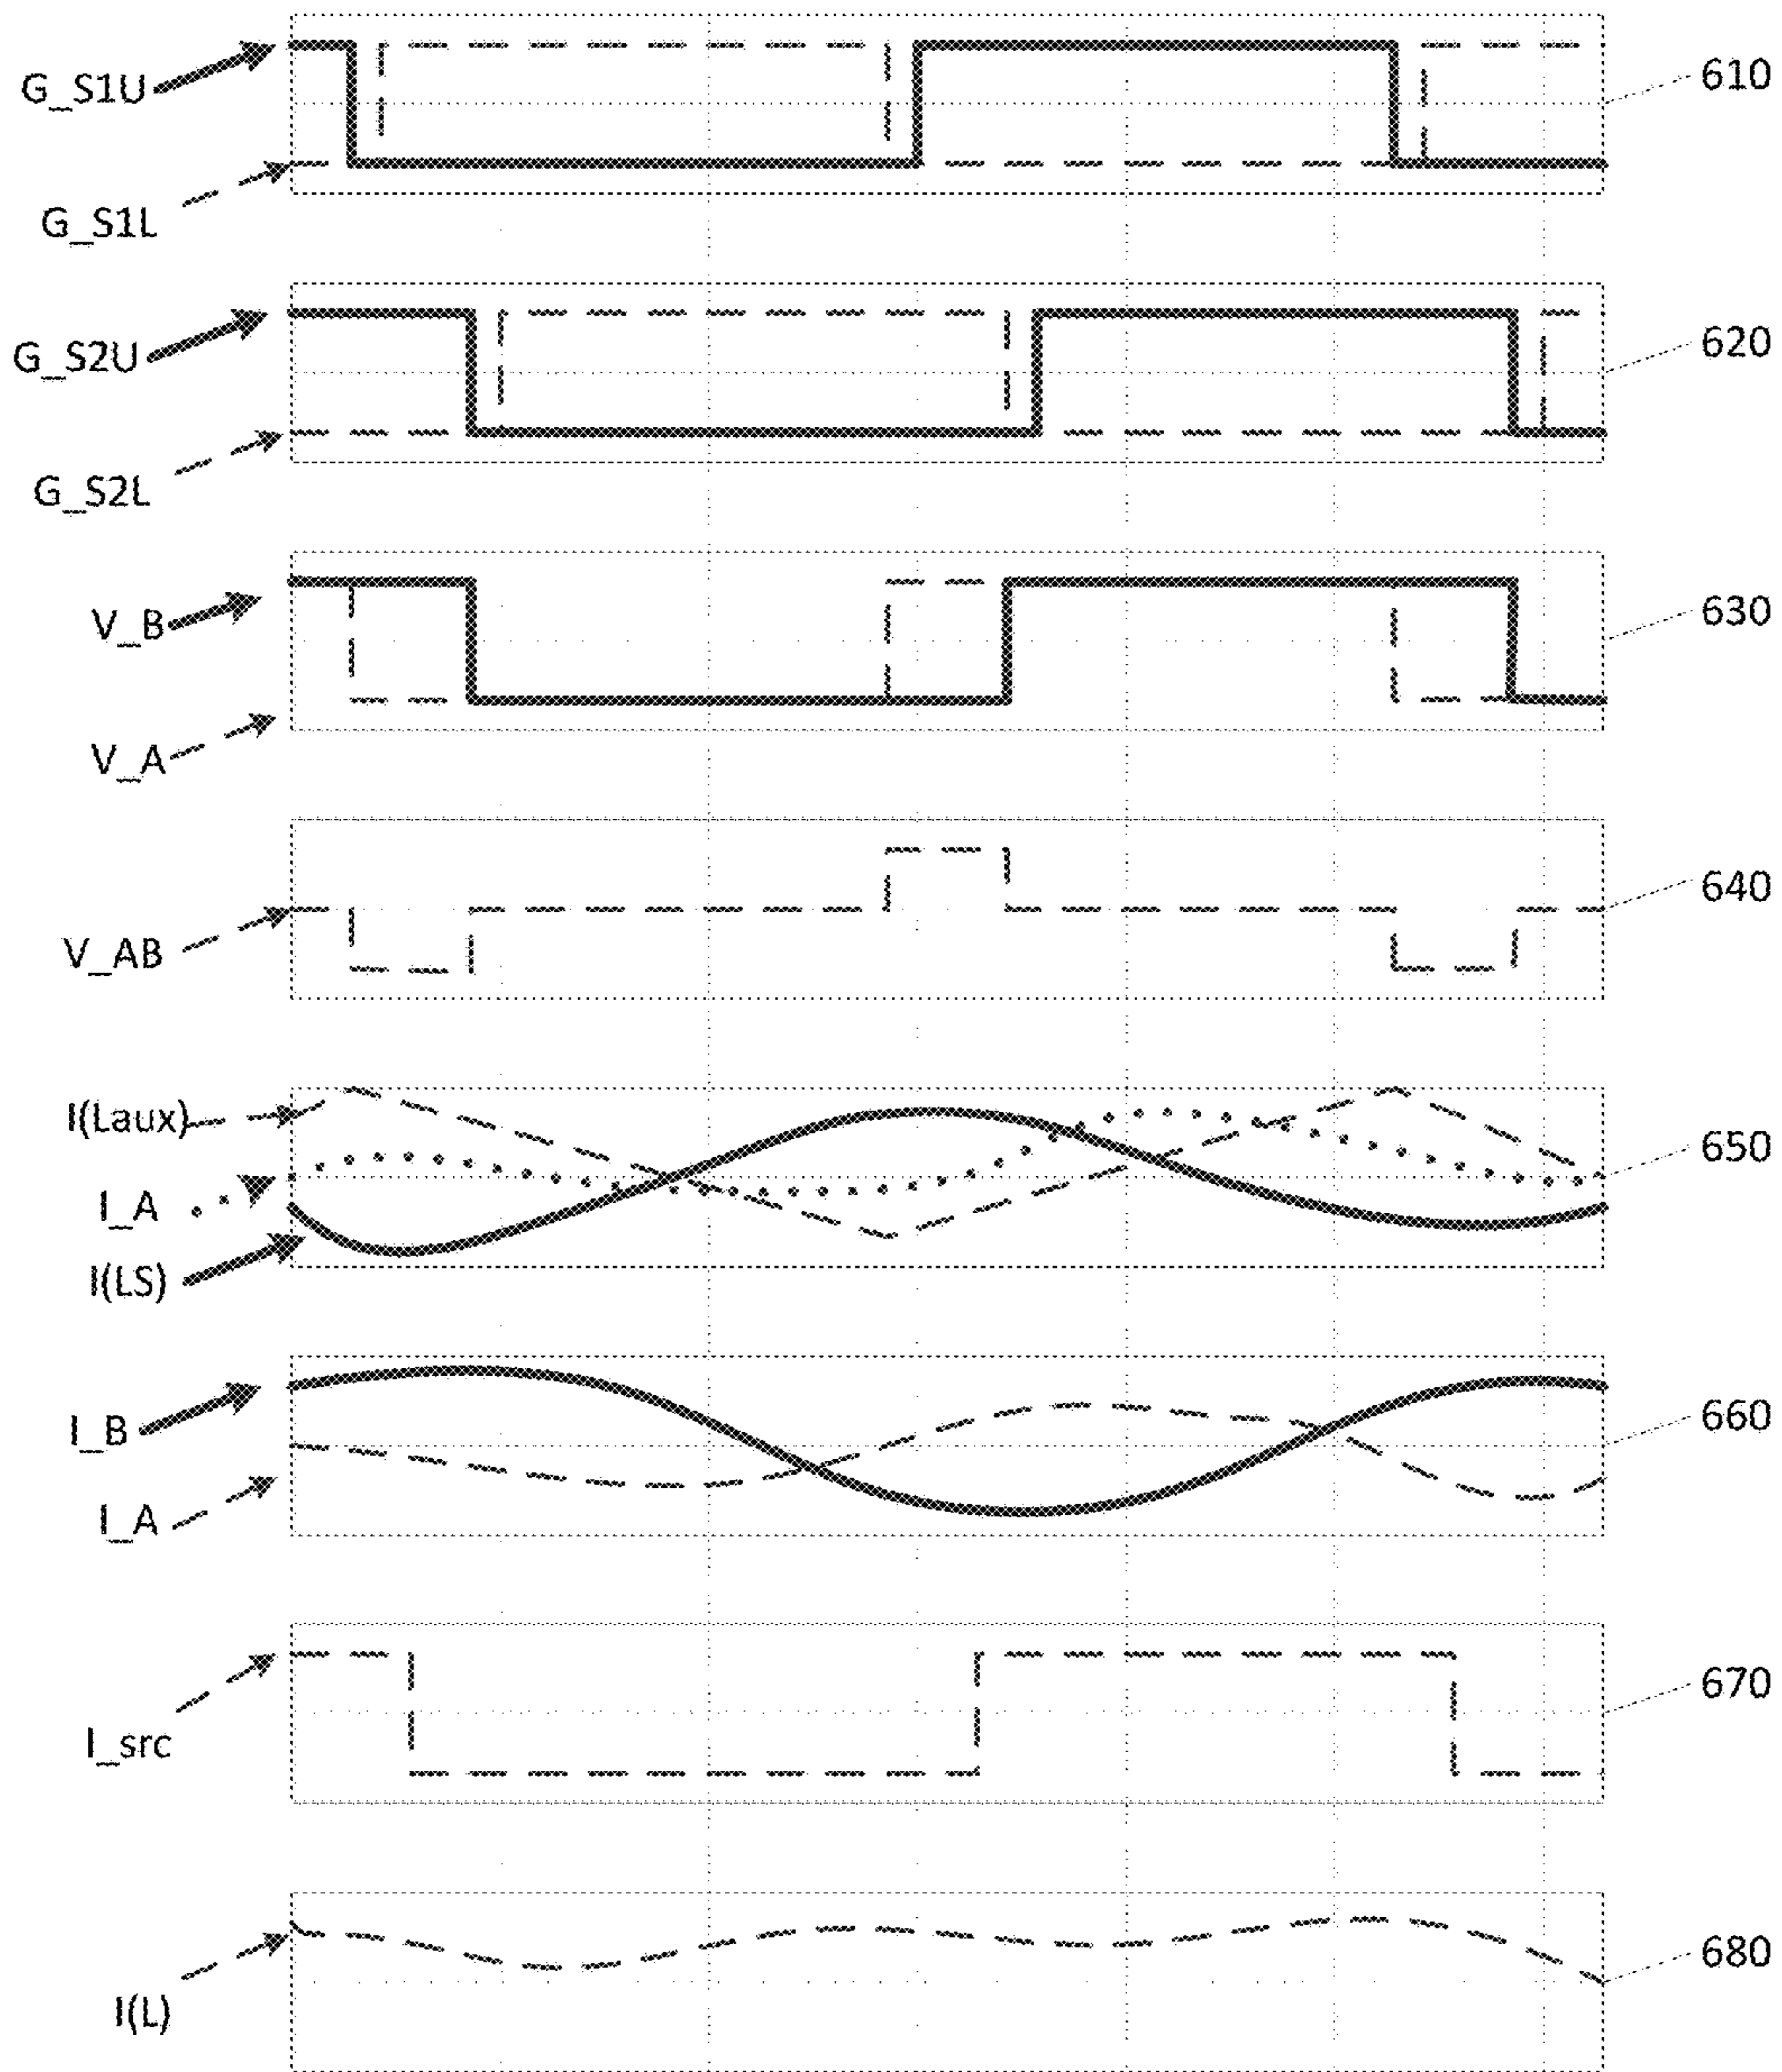 G_S1U
610
G_S1L
G_S2U
620
G_S2L
V_B
630
V_A
V_AB
640
I(Laux)
650
I_A
I(LS)
I_B
660
I_A
I_src
670
I(L)
680